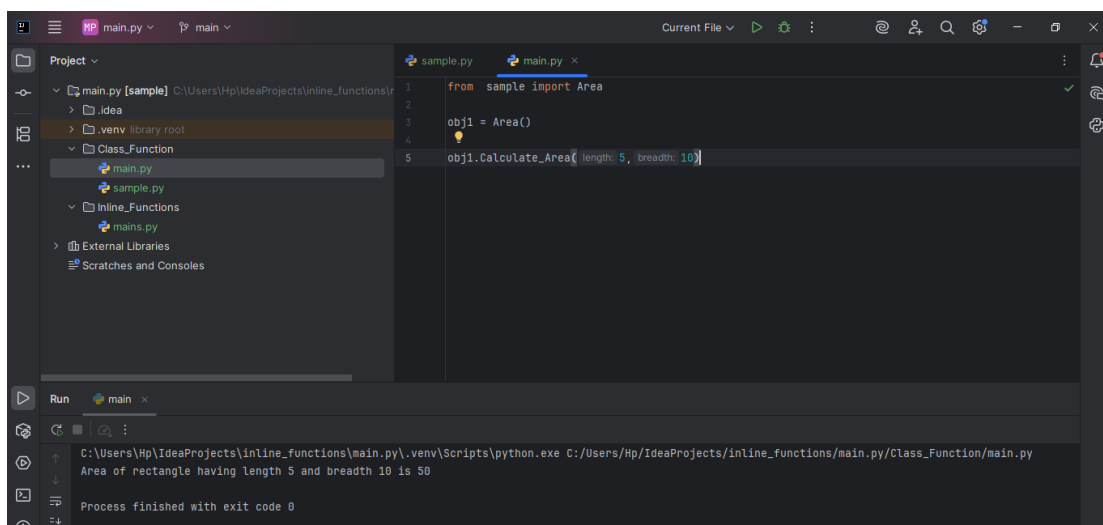 MP main.py main Current File
Project
sample.py main.py
main.py [sample] C:\Users\Hp\IdeaProjects\inline_functions\
.idea
.venv library root
Class_Function
main.py
sample.py
Inline_Functions
mains.py
External Libraries
Scratches and Consoles
1 from sample import Area
2
3 obj1 = Area()
4
5 obj1.Calculate_Area( length: 5, breadth: 10)
Run main
C:\Users\Hp\IdeaProjects\inline_functions\main.py\.venv\Scripts\python.exe C:/Users/Hp/IdeaProjects/inline_functions/main.py/Class_Function/main.py
Area of rectangle having length 5 and breadth 10 is 50
Process finished with exit code 0